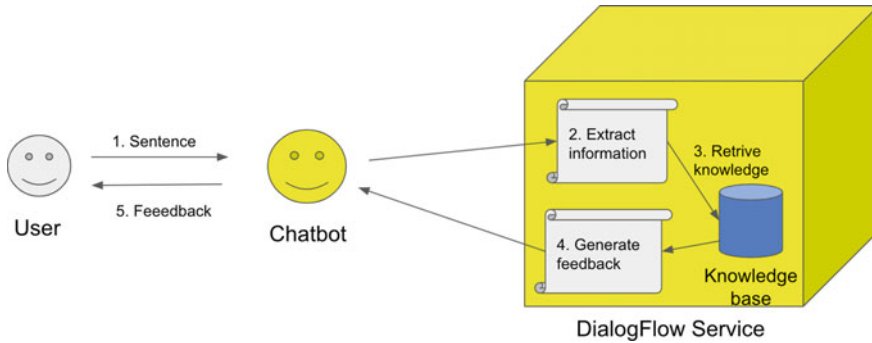 1. Sentence
5. Feeedback
User
Chatbot
2. Extract
information
3. Retrive
knowledge
4. Generate
feedback
Knowledge
base
DialogFlow Service